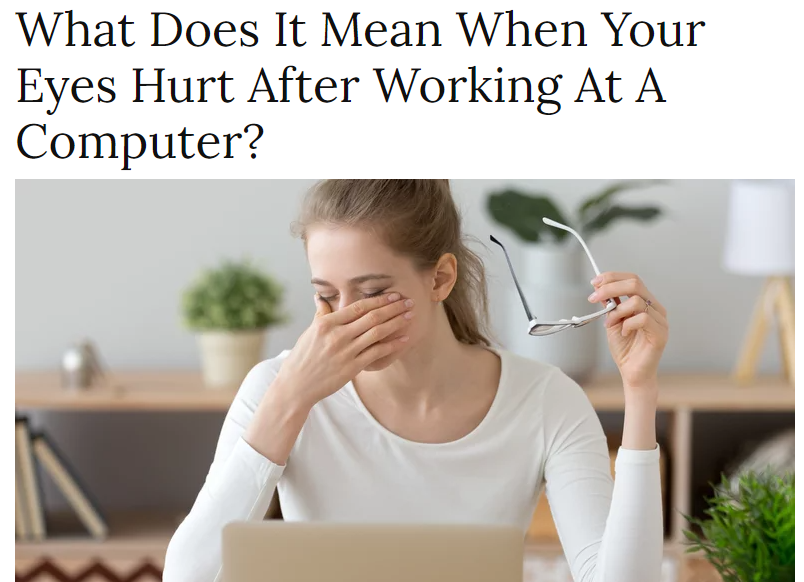 What Does It Mean When Your
Eyes Hurt After Working At A
Computer?